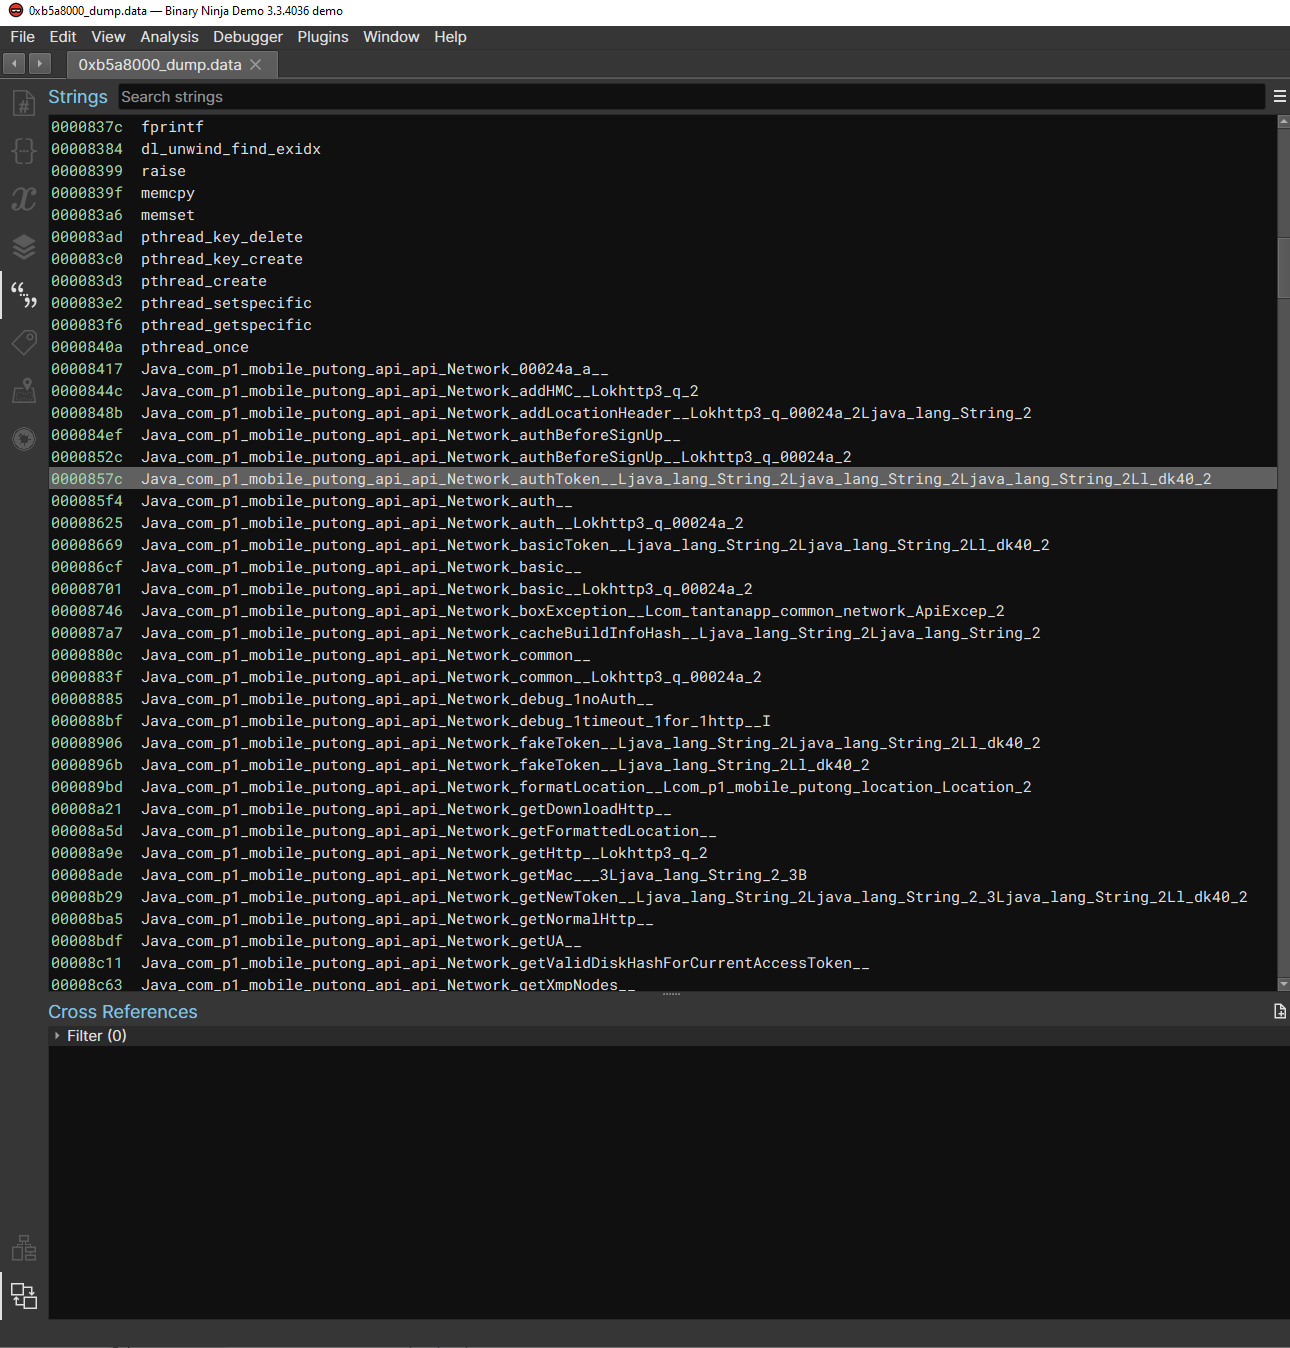 0xb5a8000_dump.data — Binary Ninja Demo 3.3.4036 demo
File Edit View Analysis Debugger Plugins Window Help
0xb5a8000_dump.data
Strings Search strings
0000837c fprintf
00008384 dl_unwind_find_exidx
00008399 raise
0000839f memcpy
000083a6 memset
000083ad pthread_key_delete
000083c0 pthread_key_create
000083d3 pthread_create
000083e2 pthread_setspecific
000083f6 pthread_getspecific
0000840a pthread_once
00008417 Java_com_p1_mobile_putong_api_api_Network_00024a_a__
0000844c Java_com_p1_mobile_putong_api_api_Network_addHMC__Lokhttp3_q_2
0000848b Java_com_p1_mobile_putong_api_api_Network_addLocationHeader__Lokhttp3_q_00024a_2Ljava_lang_String_2
000084ef Java_com_p1_mobile_putong_api_api_Network_authBeforeSignUp__
0000852c Java_com_p1_mobile_putong_api_api_Network_authBeforeSignUp__Lokhttp3_q_00024a_2
0000857c Java_com_p1_mobile_putong_api_api_Network_authToken__Ljava_lang_String_2Ljava_lang_String_2Ljava_lang_String_2Ll_dk40_2
000085f4 Java_com_p1_mobile_putong_api_api_Network_auth__
00008625 Java_com_p1_mobile_putong_api_api_Network_auth__Lokhttp3_q_00024a_2
00008669 Java_com_p1_mobile_putong_api_api_Network_basicToken__Ljava_lang_String_2Ljava_lang_String_2Ll_dk40_2
000086cf Java_com_p1_mobile_putong_api_api_Network_basic__
00008701 Java_com_p1_mobile_putong_api_api_Network_basic__Lokhttp3_q_00024a_2
00008746 Java_com_p1_mobile_putong_api_api_Network_boxException__Lcom_tantanapp_common_network_ApiExcep_2
000087a7 Java_com_p1_mobile_putong_api_api_Network_cacheBuildInfoHash__Ljava_lang_String_2Ljava_lang_String_2
0000880c Java_com_p1_mobile_putong_api_api_Network_common__
0000883f Java_com_p1_mobile_putong_api_api_Network_common__Lokhttp3_q_00024a_2
00008885 Java_com_p1_mobile_putong_api_api_Network_debug_1noAuth__
000088bf Java_com_p1_mobile_putong_api_api_Network_debug_1timeout_1for_1http__I
00008906 Java_com_p1_mobile_putong_api_api_Network_fakeToken__Ljava_lang_String_2Ljava_lang_String_2Ll_dk40_2
0000896b Java_com_p1_mobile_putong_api_api_Network_fakeToken__Ljava_lang_String_2Ll_dk40_2
000089bd Java_com_p1_mobile_putong_api_api_Network_formatLocation__Lcom_p1_mobile_putong_location_Location_2
00008a21 Java_com_p1_mobile_putong_api_api_Network_getDownloadHttp__
00008a5d Java_com_p1_mobile_putong_api_api_Network_getFormattedLocation__
00008a9e Java_com_p1_mobile_putong_api_api_Network_getHttp__Lokhttp3_q_2
00008ade Java_com_p1_mobile_putong_api_api_Network_getMac___3Ljava_lang_String_2_3B
00008b29 Java_com_p1_mobile_putong_api_api_Network_getNewToken__Ljava_lang_String_2Ljava_lang_String_2_3Ljava_lang_String_2Ll_dk40_2
00008ba5 Java_com_p1_mobile_putong_api_api_Network_getNormalHttp__
00008bdf Java_com_p1_mobile_putong_api_api_Network_getUA__
00008c11 Java_com_p1_mobile_putong_api_api_Network_getValidDiskHashForCurrentAccessToken__
00008c63 Java_com_p1_mobile_putong_api_api_Network_getXmpNodes__
Cross References
Filter (0)